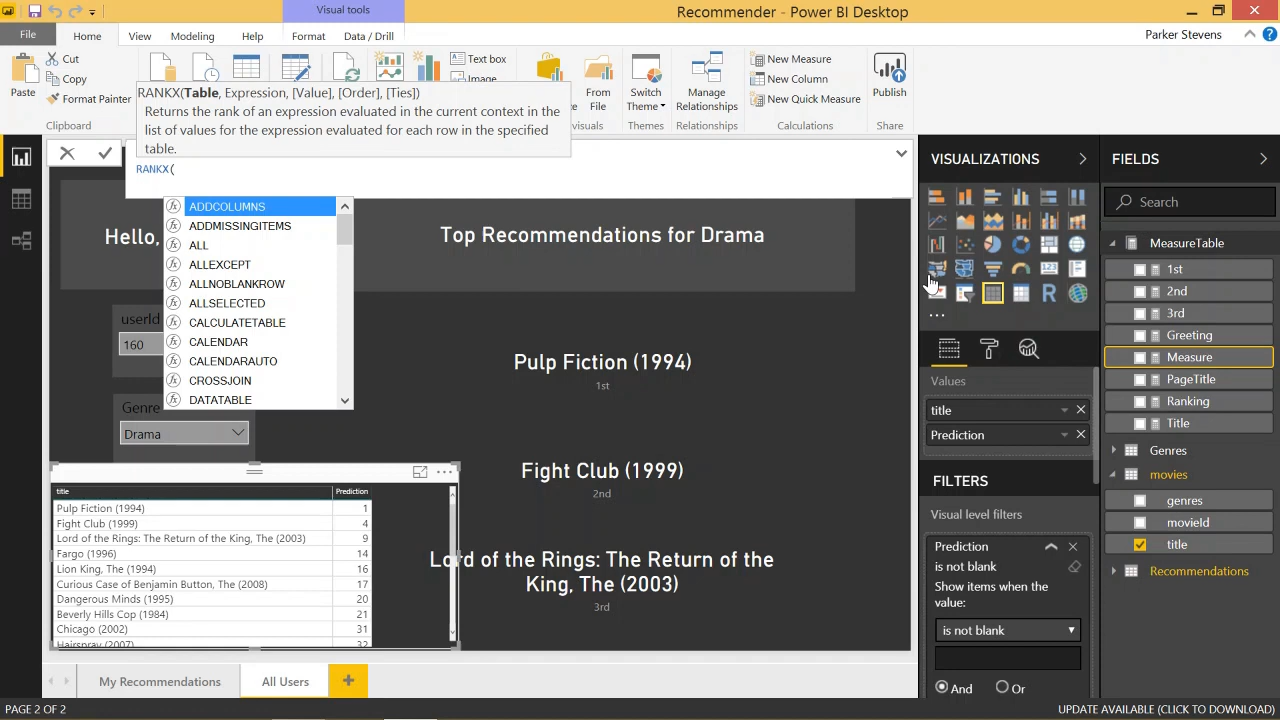 Visual tools
Recommender - Power BI Desktop
File
Home
View
Modeling
Help
Format
Data / Drill
Parker Stevens
Paste
Cut
Copy
Format Painter
Clipboard
Text box
Image
From
File
Switch
Theme
Themes
Manage
Relationships
Relationships
New Measure
New Column
New Quick Measure
Calculations
Publish
Share
RANKX(Table, Expression, [Value], [Order], [Ties])
Returns the rank of an expression evaluated in the current context in the
list of values for the expression evaluated for each row in the specified
table.
RANKX(
ADDCOLUMNS
ADDMISSINGITEMS
ALL
ALLEXCEPT
ALLNOBLANKROW
ALLSELECTED
CALCULATETABLE
CALENDAR
CALENDARAUTO
CROSSJOIN
DATATABLE
Hello,
Top Recommendations for Drama
userId
160
Genre
Drama
Pulp Fiction (1994)
1st
Fight Club (1999)
2nd
Lord of the Rings: The Return of the
King, The (2003)
3rd
title Prediction
Pulp Fiction (1994) 1
Fight Club (1999) 4
Lord of the Rings: The Return of the King, The (2003) 9
Fargo (1996) 14
Lion King, The (1994) 16
Curious Case of Benjamin Button, The (2008) 17
Dangerous Minds (1995) 20
Beverly Hills Cop (1984) 21
Chicago (2002) 31
Hairspray (2007) 32
VISUALIZATIONS
Values
title
Prediction
FILTERS
Visual level filters
Prediction
is not blank
Show items when the
value:
is not blank
And
Or
FIELDS
Search
MeasureTable
1st
2nd
3rd
Greeting
Measure
PageTitle
Ranking
Title
Genres
movies
genres
movieId
title
Recommendations
My Recommendations
All Users
PAGE 2 OF 2
UPDATE AVAILABLE (CLICK TO DOWNLOAD)